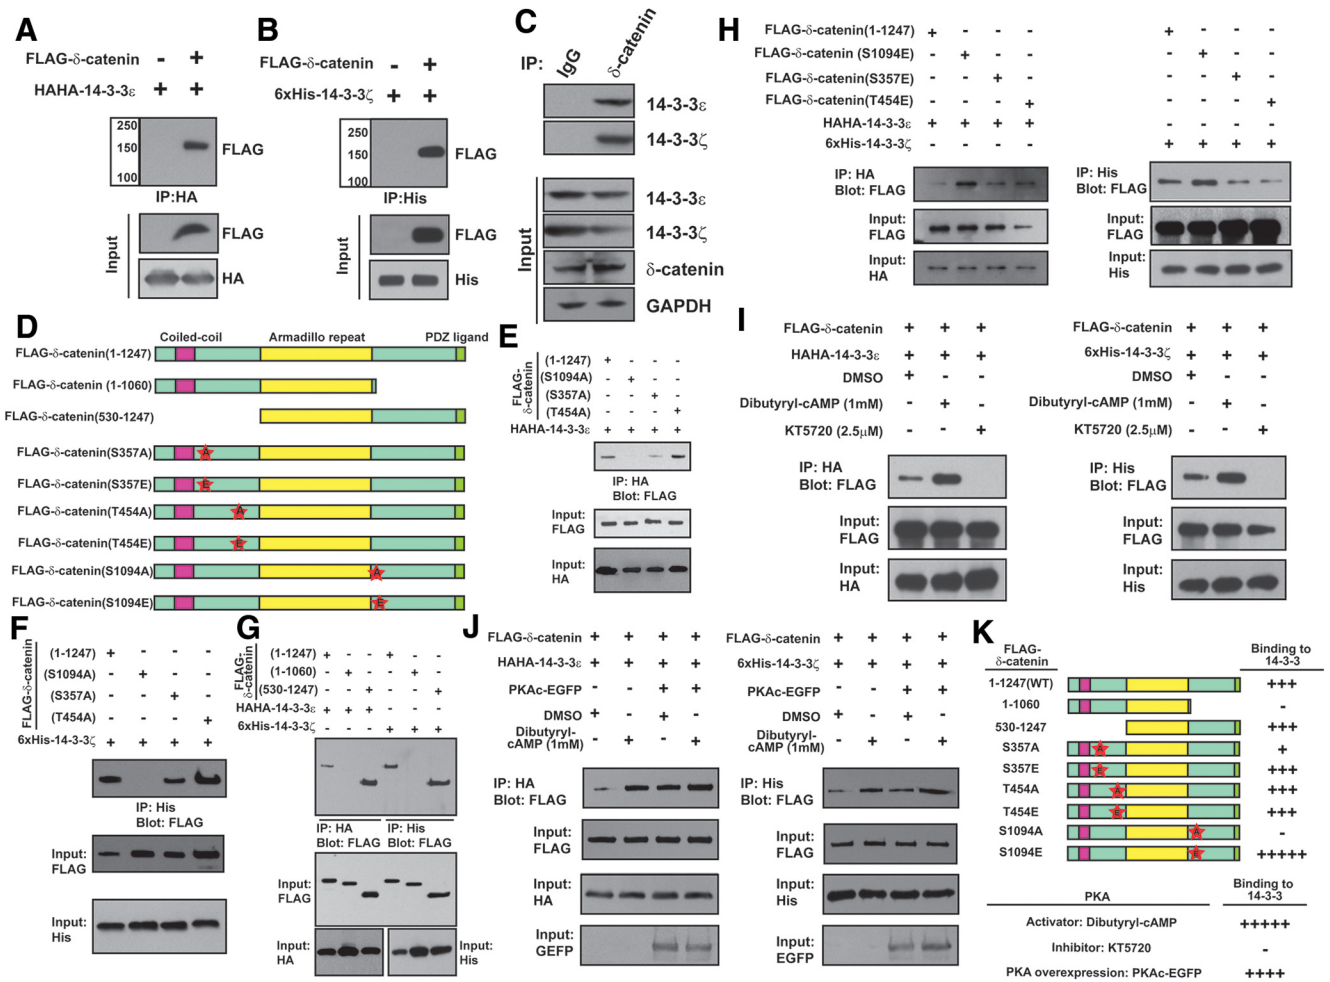 A
FLAG-δ-catenin - +
HAHA-14-3-3ε + +
250
150
100
FLAG
IP:HA
Input
FLAG
HA
B
FLAG-δ-catenin - +
6xHis-14-3-3ζ + +
250
150
100
FLAG
IP:His
Input
FLAG
His
C
IP: IgG δ-catenin
14-3-3ε
14-3-3ζ
Input
14-3-3ε
14-3-3ζ
δ-catenin
GAPDH
D
Coiled-coil Armadillo repeat PDZ ligand
FLAG-δ-catenin(1-1247)
FLAG-δ-catenin (1-1060)
FLAG-δ-catenin(530-1247)
FLAG-δ-catenin(S357A) A
FLAG-δ-catenin(S357E) E
FLAG-δ-catenin(T454A) A
FLAG-δ-catenin(T454E) E
FLAG-δ-catenin(S1094A) A
FLAG-δ-catenin(S1094E) E
E
FLAG-
δ-catenin
(1-1247) + - - -
(S1094A) - + - -
(S357A) - - + -
(T454A) - - - +
HAHA-14-3-3ε + + + +
IP: HA
Blot: FLAG
Input:
FLAG
Input:
HA
F
FLAG-δ-catenin
(1-1247) + - - -
(S1094A) - + - -
(S357A) - - + -
(T454A) - - - +
6xHis-14-3-3ζ + + + +
IP: His
Blot: FLAG
Input:
FLAG
Input:
His
G
FLAG-
δ-catenin
(1-1247) + - - + - -
(1-1060) - + - - + -
(530-1247) - - + - - +
HAHA-14-3-3ε + + + - - -
6xHis-14-3-3ζ - - - + + +
IP: HA
Blot: FLAG
IP: His
Blot: FLAG
Input:
FLAG
Input:
HA
Input:
His
H
FLAG-δ-catenin(1-1247) + - - - + - - -
FLAG-δ-catenin (S1094E) - + - - - + - -
FLAG-δ-catenin(S357E) - - + - - - + -
FLAG-δ-catenin(T454E) - - - + - - - +
HAHA-14-3-3ε + + + + - - - -
6xHis-14-3-3ζ - - - - + + + +
IP: HA
Blot: FLAG
Input:
FLAG
Input:
HA
IP: His
Blot: FLAG
Input:
FLAG
Input:
His
I
FLAG-δ-catenin + + +
HAHA-14-3-3ε + + +
DMSO + - -
Dibutyryl-cAMP (1mM) - + -
KT5720 (2.5μM) - - +
IP: HA
Blot: FLAG
Input:
FLAG
Input:
HA
FLAG-δ-catenin + + +
6xHis-14-3-3ζ + + +
DMSO + - -
Dibutyryl-cAMP (1mM) - + -
KT5720 (2.5μM) - - +
IP: His
Blot: FLAG
Input:
FLAG
Input:
His
J
FLAG-δ-catenin + + + +
HAHA-14-3-3ε + + + +
PKAc-EGFP - - + +
DMSO + - + -
Dibutyryl-
cAMP (1mM) - + - +
IP: HA
Blot: FLAG
Input:
FLAG
Input:
HA
Input:
GEFP
FLAG-δ-catenin + + + +
6xHis-14-3-3ζ + + + +
PKAc-EGFP - - + +
DMSO + - + -
Dibutyryl-
cAMP (1mM) - + - +
IP: His
Blot: FLAG
Input:
FLAG
Input:
His
Input:
EGFP
K
FLAG-
δ-catenin
Binding to
14-3-3
1-1247(WT) +++
1-1060 -
530-1247 +++
S357A A +
S357E E +++
T454A A +++
T454E E +++
S1094A A -
S1094E E +++++
PKA
Binding to
14-3-3
Activator: Dibutyryl-cAMP +++++
Inhibitor: KT5720 -
PKA overexpression: PKAc-EGFP ++++